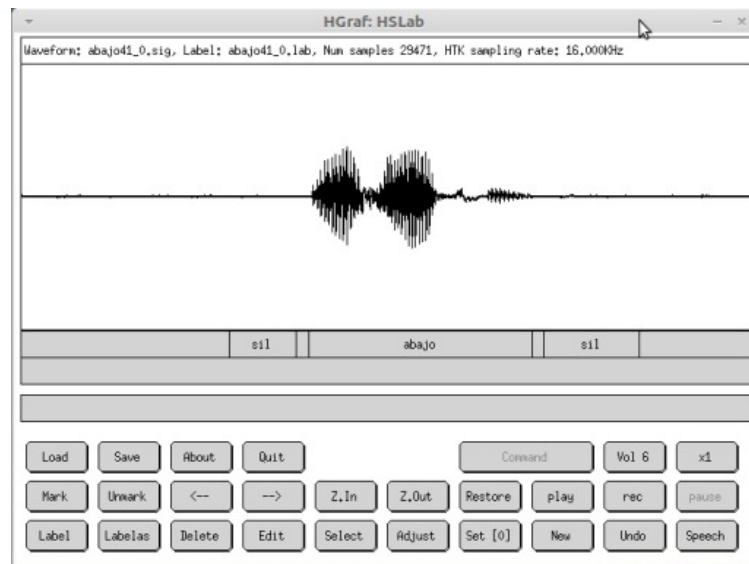 HGraf: HSLab
Waveform: abajo41_0.sig, Label: abajo41_0.lab, Num samples 29471, HTK sampling rate: 16.000KHz
sil abajo sil
Load Save About Quit Command Vol 6 x1
Mark Unmark <-- --> Z.In Z.Out Restore play rec pause
Label Labelas Delete Edit Select Adjust Set [0] New Undo Speech